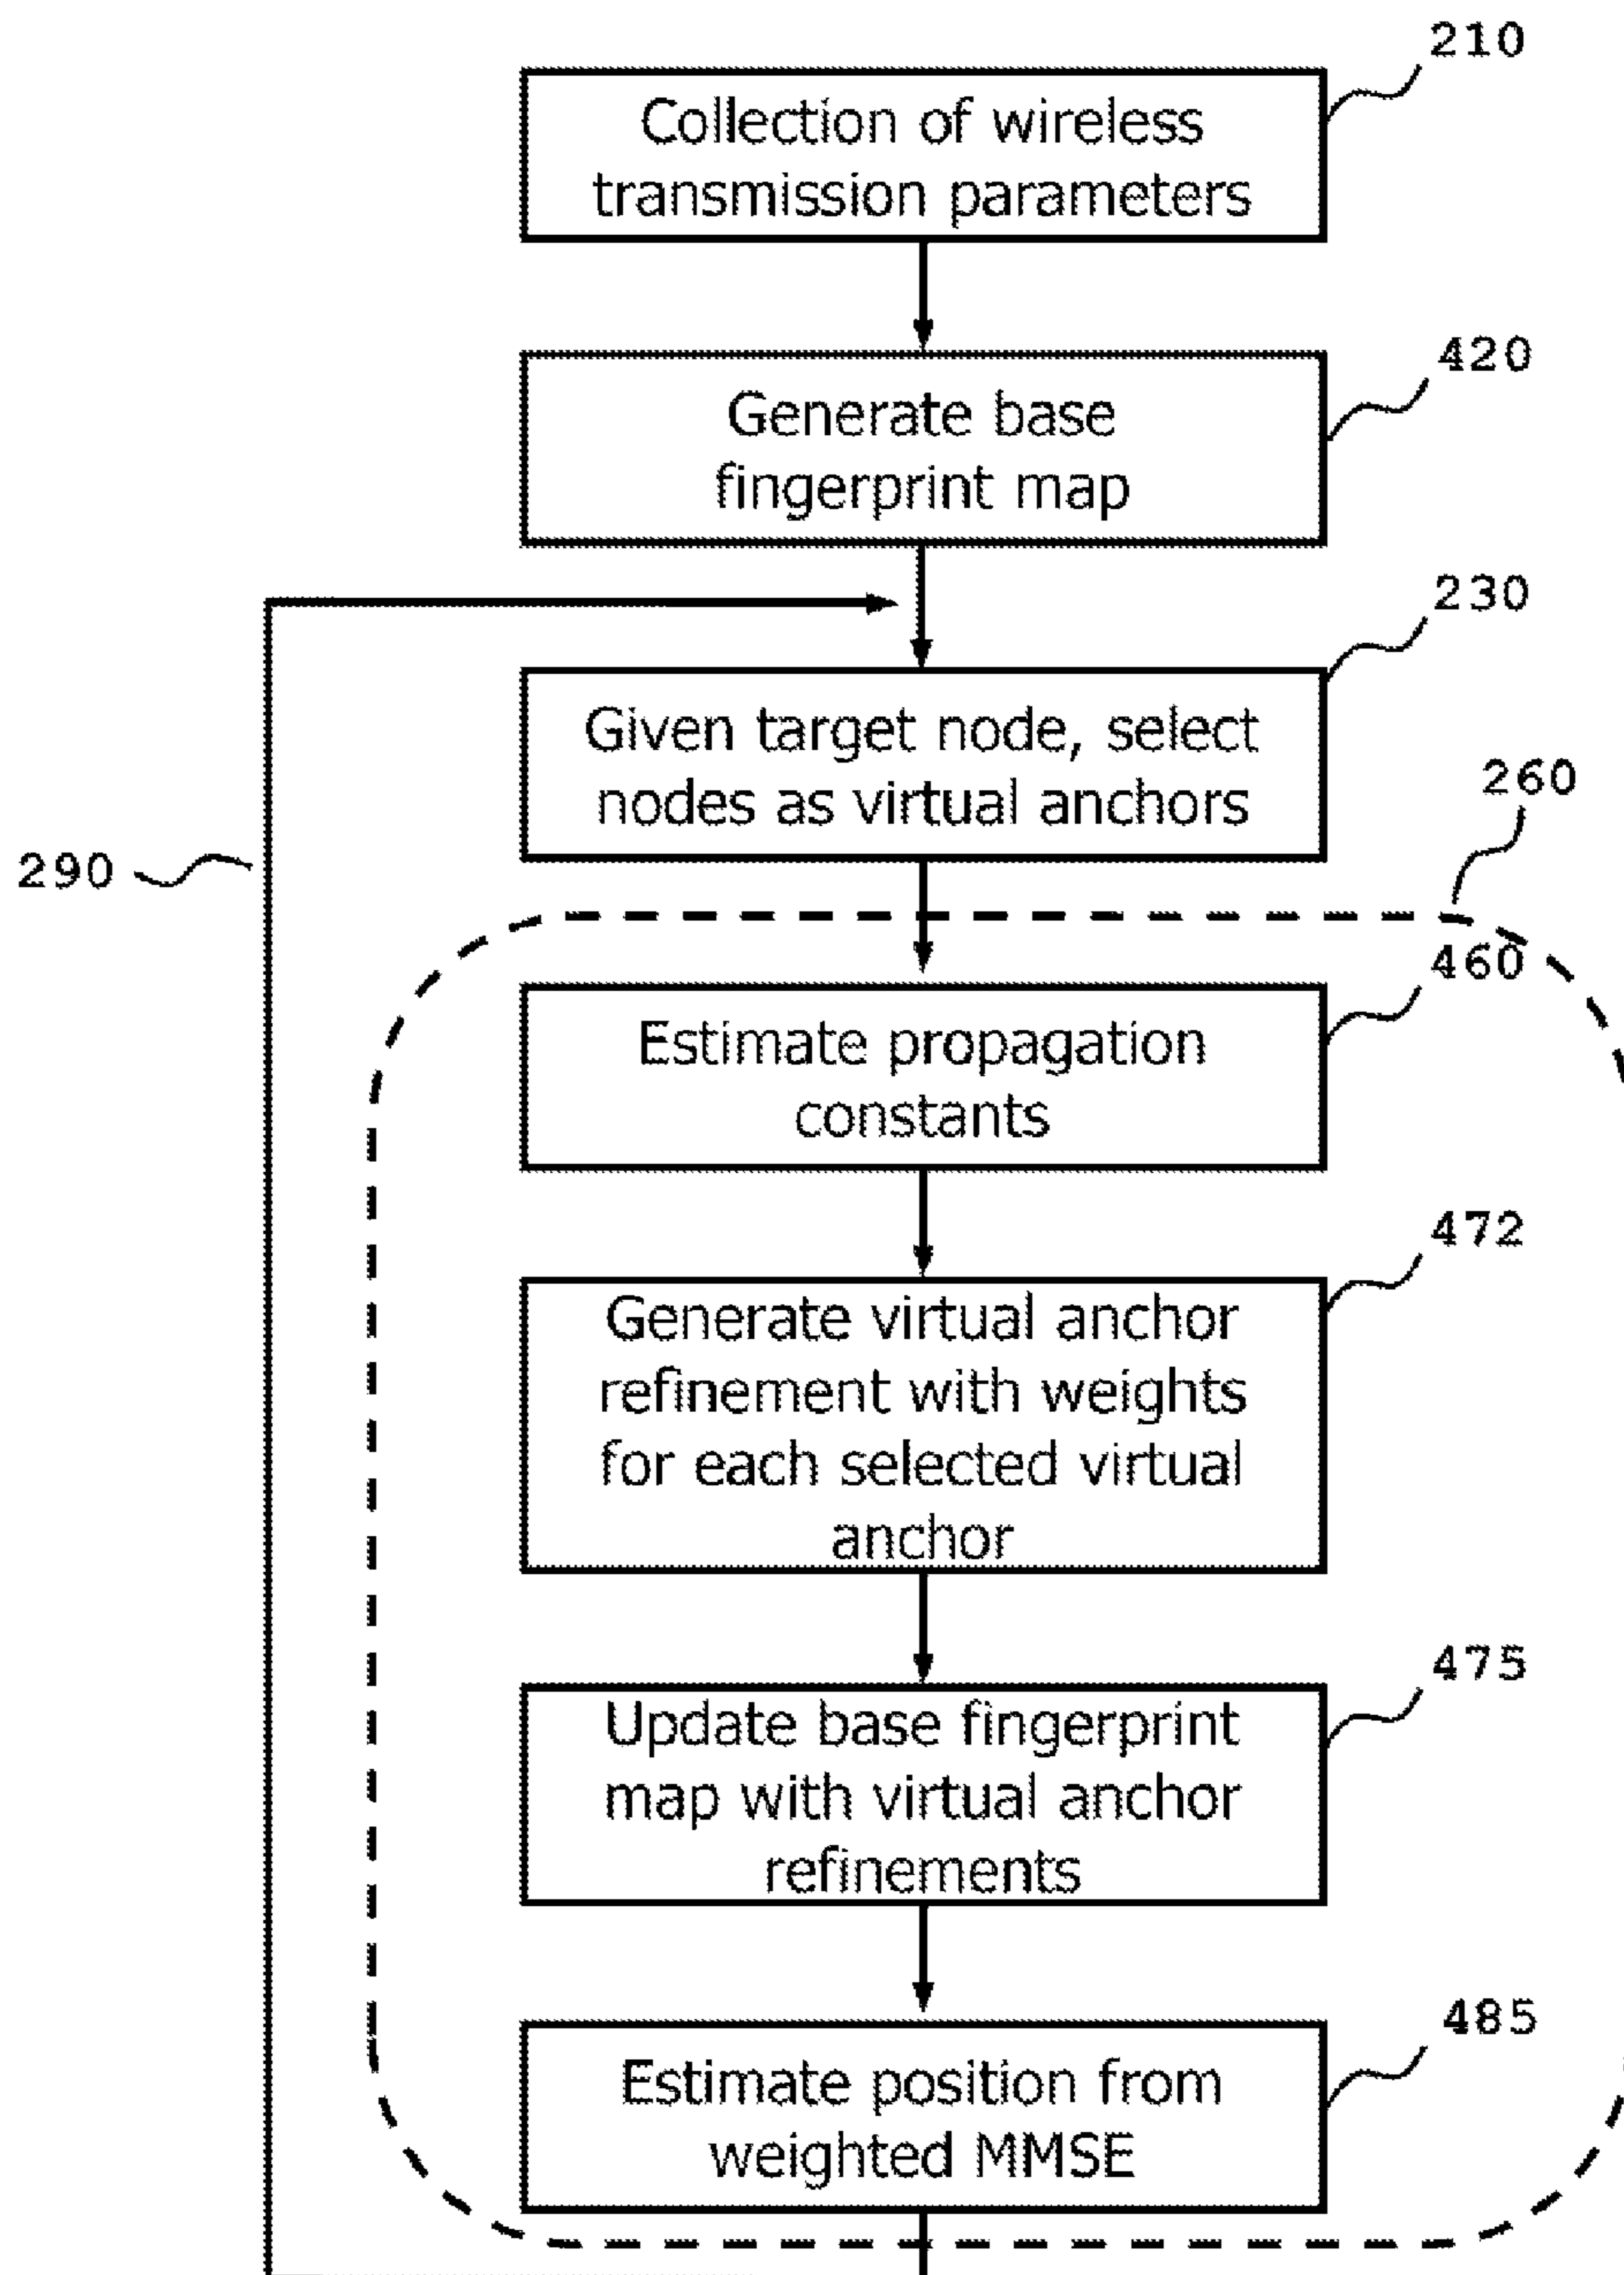 210
Collection of wireless
transmission parameters
420
Generate base
fingerprint map
230
Given target node, select
nodes as virtual anchors
260
290
460
Estimate propagation
constants
472
Generate virtual anchor
refinement with weights
for each selected virtual
anchor
475
Update base fingerprint
map with virtual anchor
refinements
485
Estimate position from
weighted MMSE